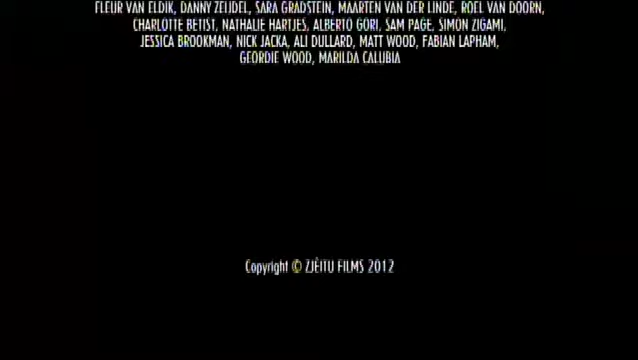 FLEUR VAN ELDIK, DANNY ZEIJDEL, SARA GRADSTEIN, MAARTEN VAN DER LINDE, ROEL VAN DOORN,
CHARLOTTE BETIST, NATHALIE HARTJES, ALBERTO GORI, SAM PAGE, SIMON ZIGAMI,
JESSICA BROOKMAN, NICK JACKA, ALI DULLARD, MATT WOOD, FABIAN LAPHAM,
GEORDIE WOOD, MARILDA CALUBIA
Copyright © ZJÊITU FILMS 2012